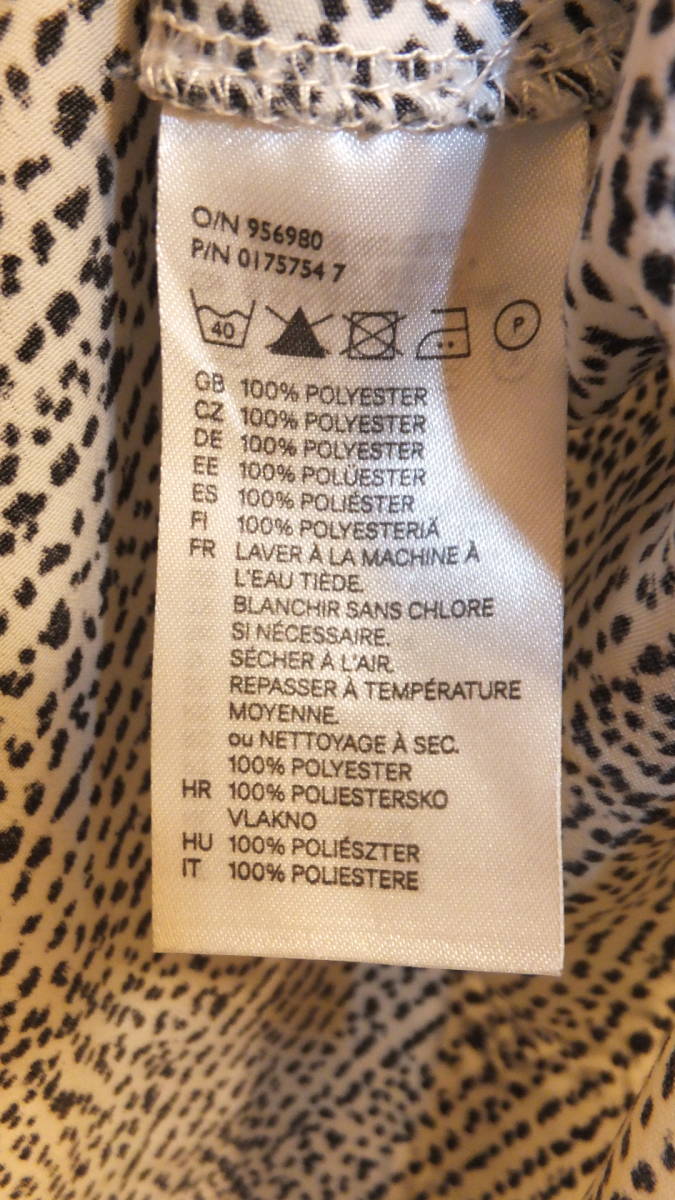 O/N 956980
P/N 0175754 7
40 P
GB 100% POLYESTER
CZ 100% POLYESTER
DE 100% POLYESTER
EE 100% POLÜESTER
ES 100% POLIÉSTER
FI 100% POLYESTERIÄ
FR LAVER À LA MACHINE À
L'EAU TIÈDE.
BLANCHIR SANS CHLORE
SI NÉCESSAIRE.
SÉCHER À L'AIR.
REPASSER À TEMPÉRATURE
MOYENNE.
ou NETTOYAGE À SEC.
100% POLYESTER
HR 100% POLIESTERSKO
VLAKNO
HU 100% POLIÉSZTER
IT 100% POLIESTERE